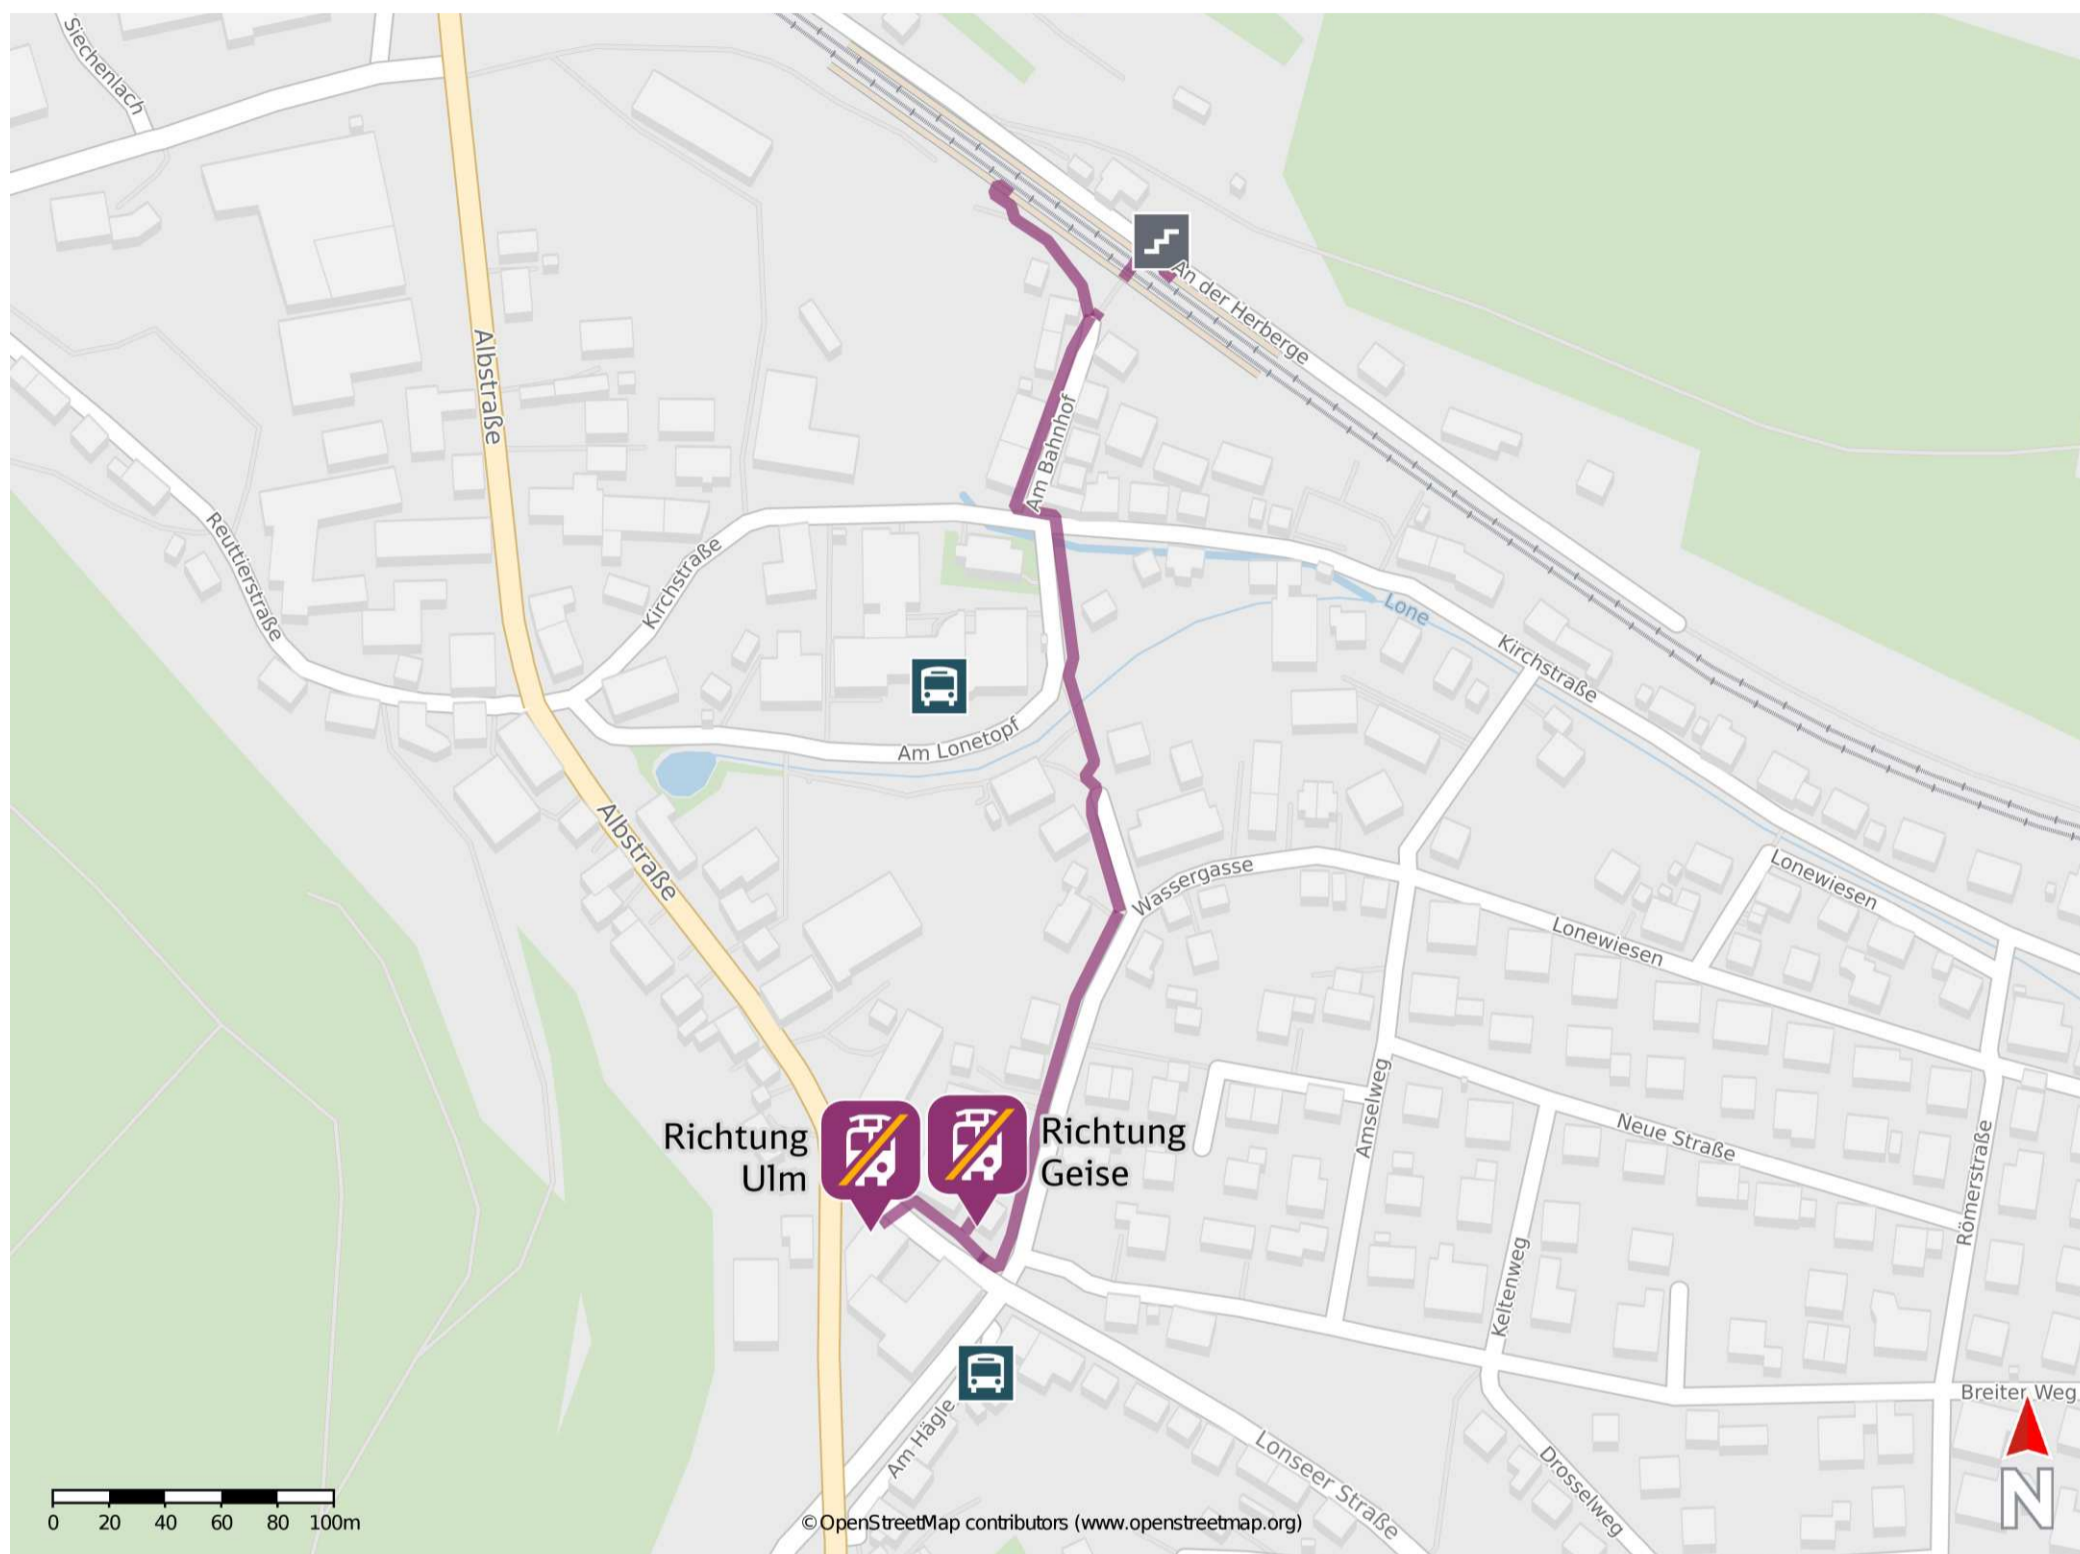 Siechenlach
An der Herberge
Albstraße
Am Bahnhof
Reuttierstraße
Kirchstraße
Lone
Kirchstraße
Am Lonetopf
Albstraße
Wassergasse
Lonewiesen
Lonewiesen
Amselweg
Neue Straße
Römerstraße
Richtung
Ulm
Richtung
Geise
Keltenweg
Breiter Weg
Am Hägle
Lonseer Straße
Drosselweg
N
0 20 40 60 80 100m
© OpenStreetMap contributors (www.openstreetmap.org)